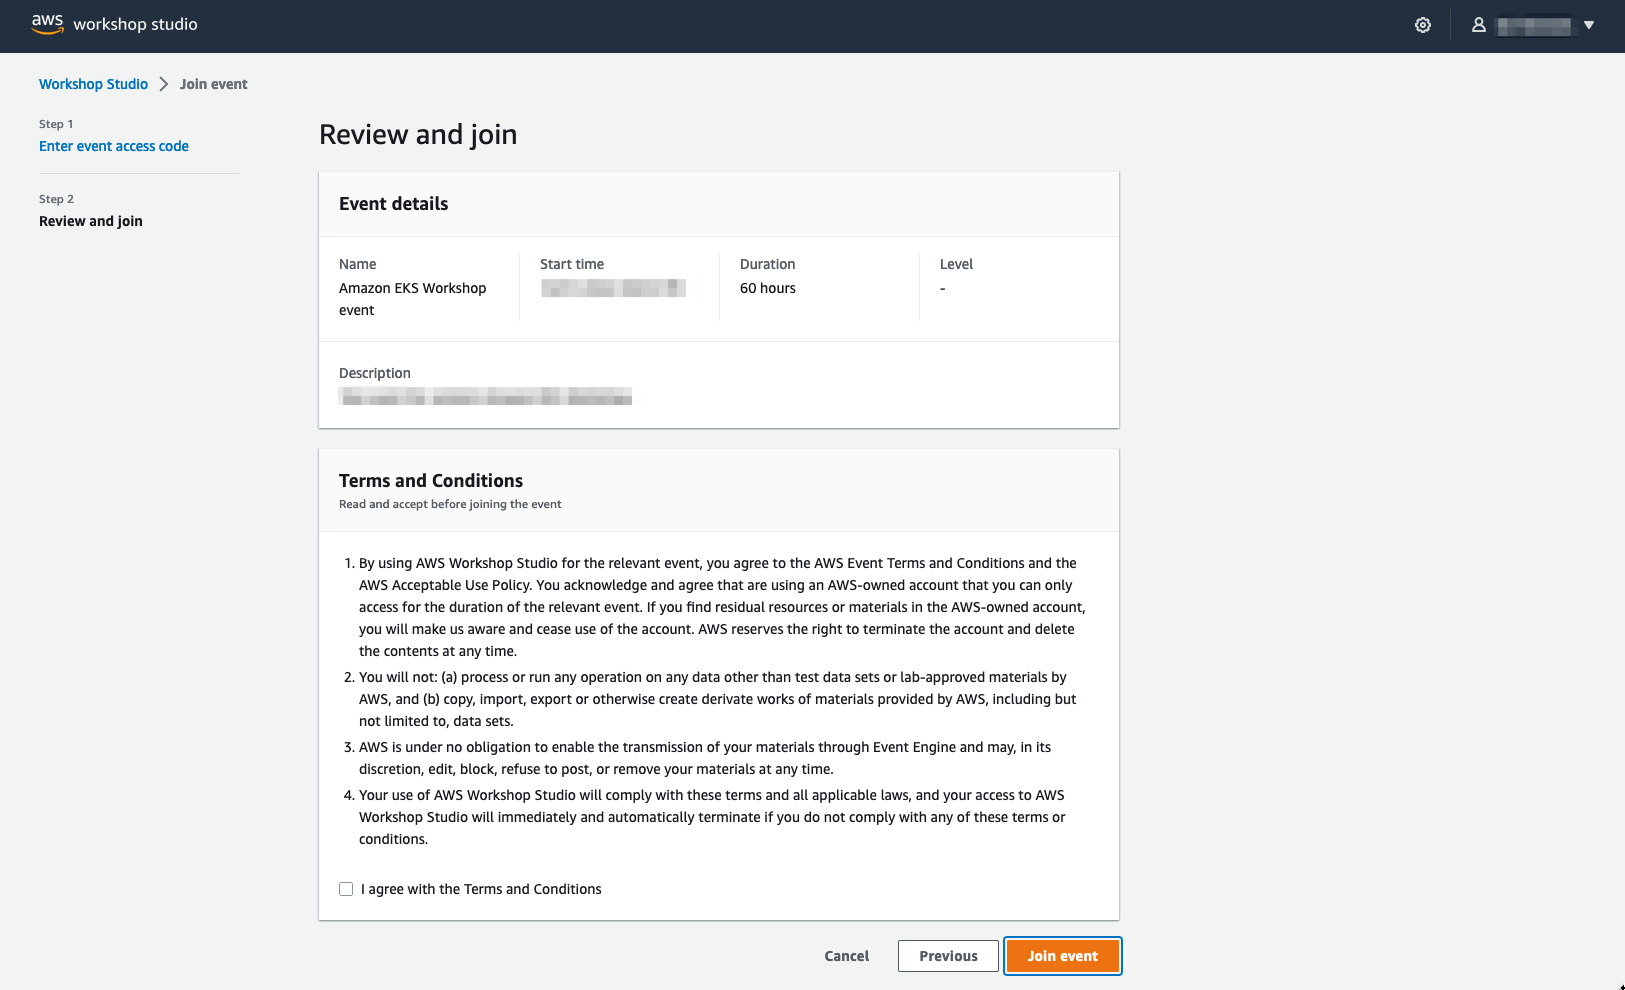 aws workshop studio
Workshop Studio > Join event
Step 1
Enter event access code
Step 2
Review and join
Review and join
Event details
Name
Amazon EKS Workshop
event
Start time
Duration
60 hours
Level
-
Description
Terms and Conditions
Read and accept before joining the event
1. By using AWS Workshop Studio for the relevant event, you agree to the AWS Event Terms and Conditions and the
AWS Acceptable Use Policy. You acknowledge and agree that are using an AWS-owned account that you can only
access for the duration of the relevant event. If you find residual resources or materials in the AWS-owned account,
you will make us aware and cease use of the account. AWS reserves the right to terminate the account and delete
the contents at any time.
2. You will not: (a) process or run any operation on any data other than test data sets or lab-approved materials by
AWS, and (b) copy, import, export or otherwise create derivate works of materials provided by AWS, including but
not limited to, data sets.
3. AWS is under no obligation to enable the transmission of your materials through Event Engine and may, in its
discretion, edit, block, refuse to post, or remove your materials at any time.
4. Your use of AWS Workshop Studio will comply with these terms and all applicable laws, and your access to AWS
Workshop Studio will immediately and automatically terminate if you do not comply with any of these terms or
conditions.
I agree with the Terms and Conditions
Cancel
Previous
Join event